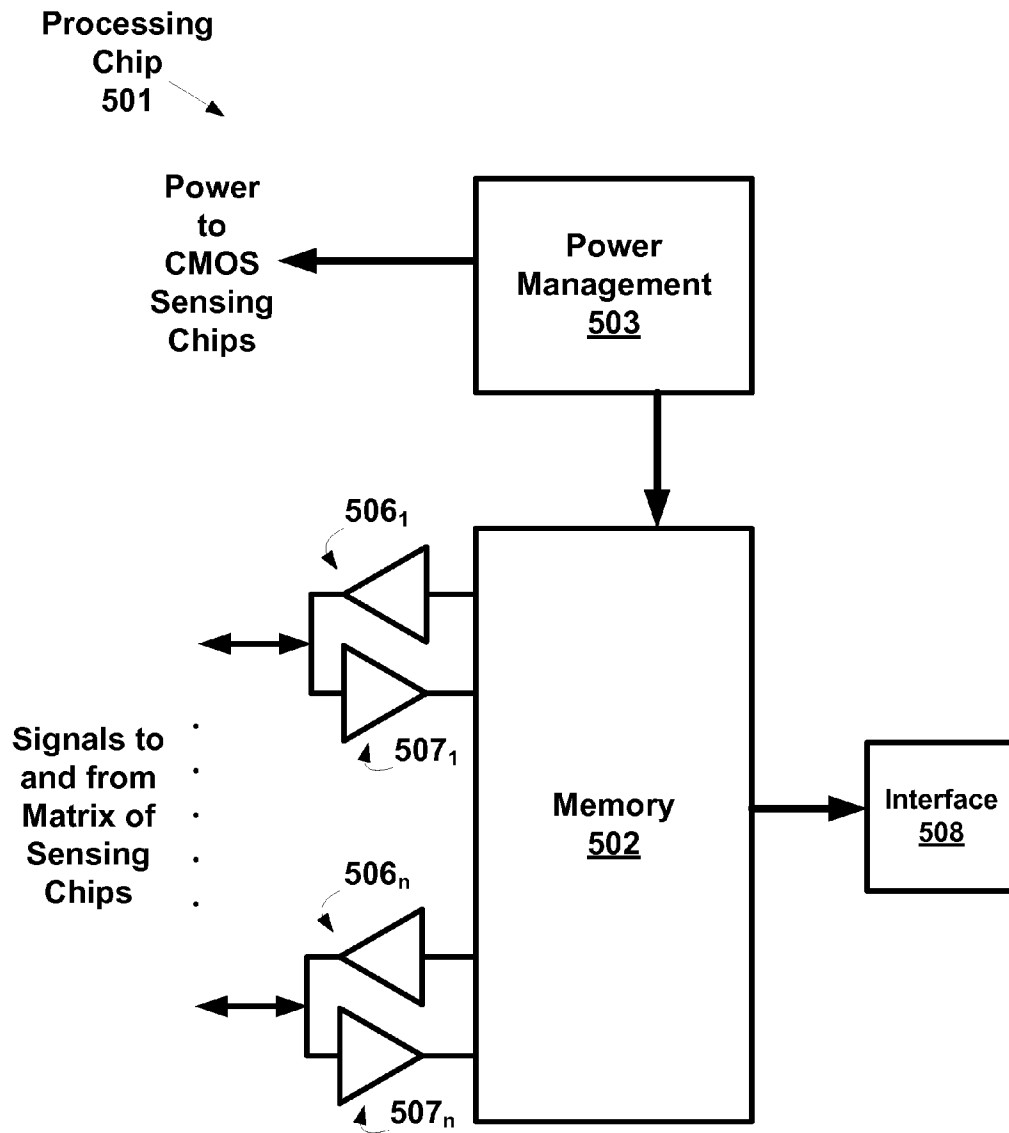 Processing
Chip
501
Power
to
CMOS
Sensing
Chips
Power
Management
503
506₁
507₁
Signals to
and from
Matrix of
Sensing
Chips
Memory
502
Interface
508
506ₙ
507ₙ